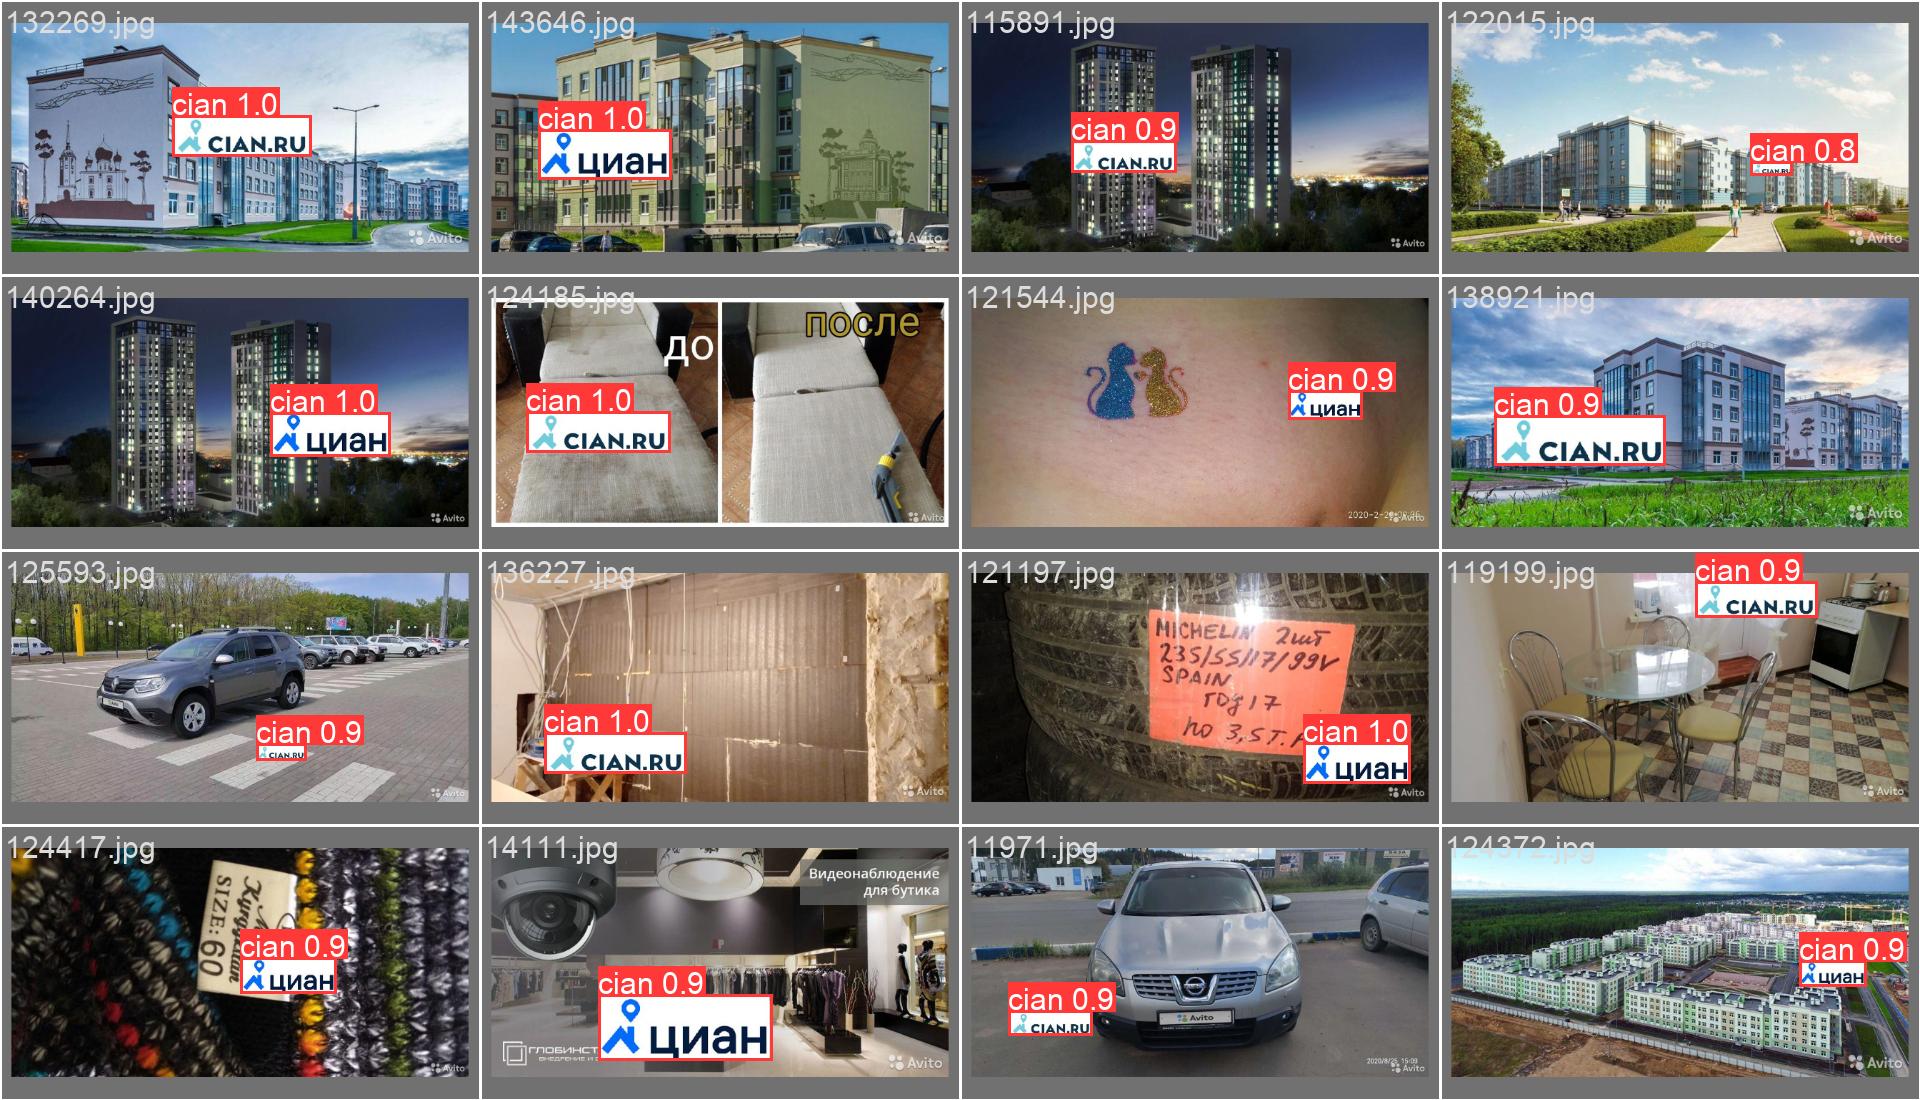 132269.jpg
cian 1.0
CIAN.RU
Avito
143646.jpg
cian 1.0
циан
Avito
115891.jpg
cian 0.9
CIAN.RU
Avito
122015.jpg
cian 0.8
CIAN.RU
Avito
140264.jpg
cian 1.0
циан
Avito
124185.jpg
до
после
cian 1.0
CIAN.RU
Avito
121544.jpg
cian 0.9
циан
Avito
138921.jpg
cian 0.9
CIAN.RU
Avito
125593.jpg
cian 0.9
CIAN.RU
Avito
136227.jpg
cian 1.0
CIAN.RU
Avito
121197.jpg
MICHELIN 2шт
235/55/17/99V
SPAIN
год 17
по 3,5 т.
cian 1.0
циан
Avito
119199.jpg
cian 0.9
CIAN.RU
Avito
124417.jpg
SIZE: 60
cian 0.9
циан
Avito
14111.jpg
Видеонаблюдение
для бутика
cian 0.9
циан
ГЛОБИНСТ
Avito
11971.jpg
cian 0.9
CIAN.RU
Avito
2020/8/25, 15:09
Avito
124372.jpg
cian 0.9
циан
Avito